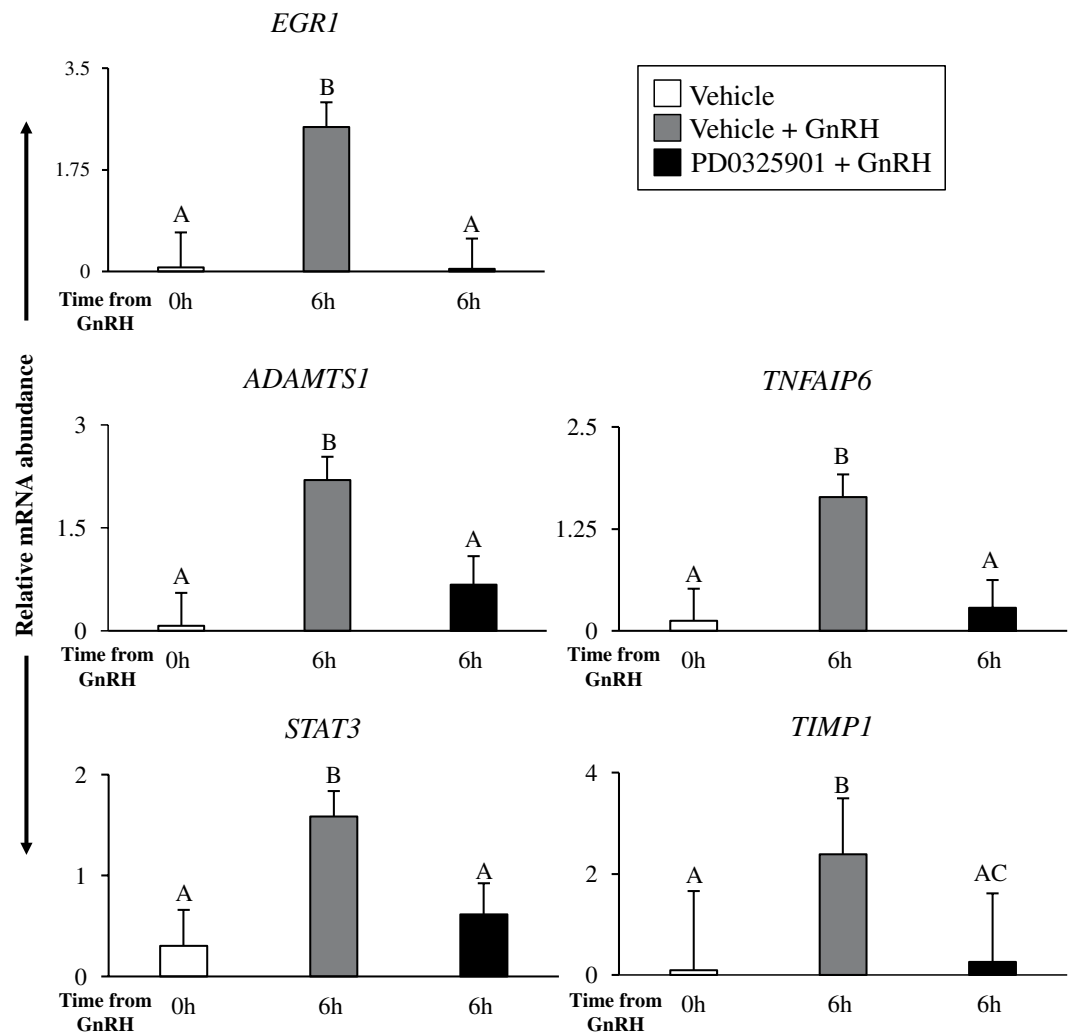 EGR1
3.5
1.75
0
A
B
A
Time from
GnRH
0h
6h
6h
Vehicle
Vehicle + GnRH
PD0325901 + GnRH
Relative mRNA abundance
ADAMTS1
3
1.5
0
A
B
A
Time from
GnRH
0h
6h
6h
TNFAIP6
2.5
1.25
0
A
B
A
Time from
GnRH
0h
6h
6h
STAT3
2
1
0
A
B
A
Time from
GnRH
0h
6h
6h
TIMP1
4
2
0
A
B
AC
Time from
GnRH
0h
6h
6h